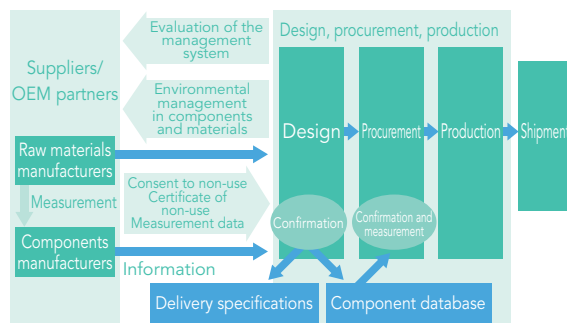 Suppliers/
OEM partners
Raw materials
manufacturers
Measurement
Components
manufacturers
Evaluation of the
management
system
Environmental
management
in components
and materials
Consent to non-use
Certificate of
non-use
Measurement data
Information
Design, procurement, production
Design
Procurement
Production
Shipment
Confirmation
Confirmation and
measurement
Delivery specifications
Component database